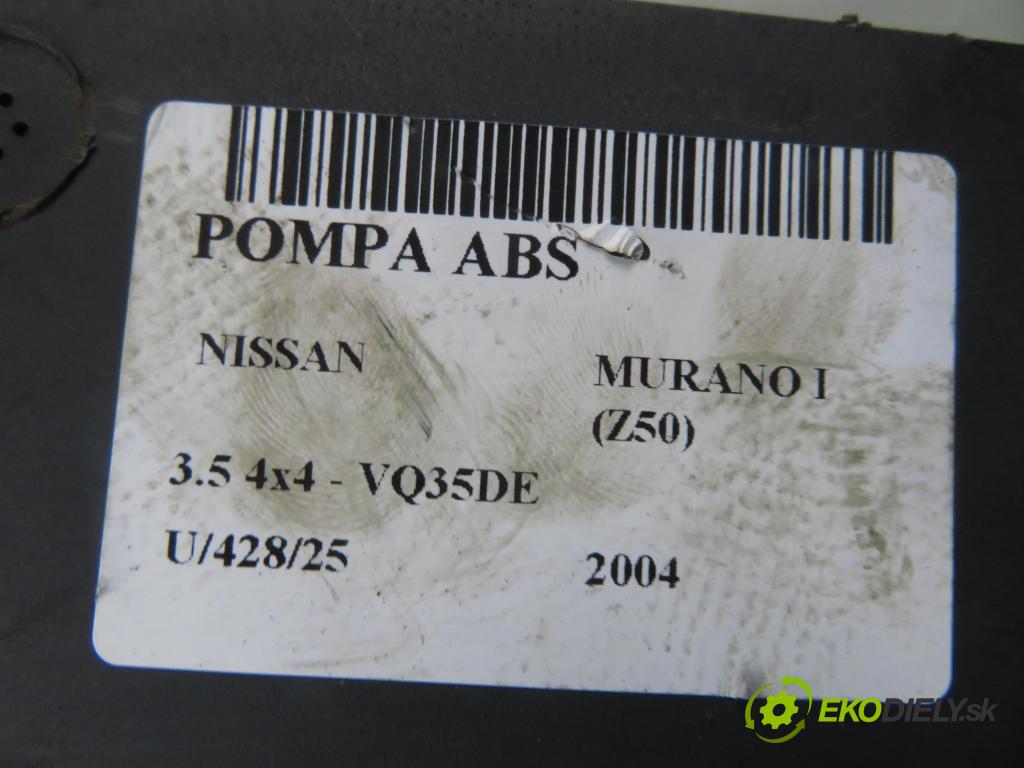 POMPA ABS
NISSAN MURANO I
(Z50)
3.5 4x4 - VQ35DE
U/428/25 2004
EKODIELY.sk